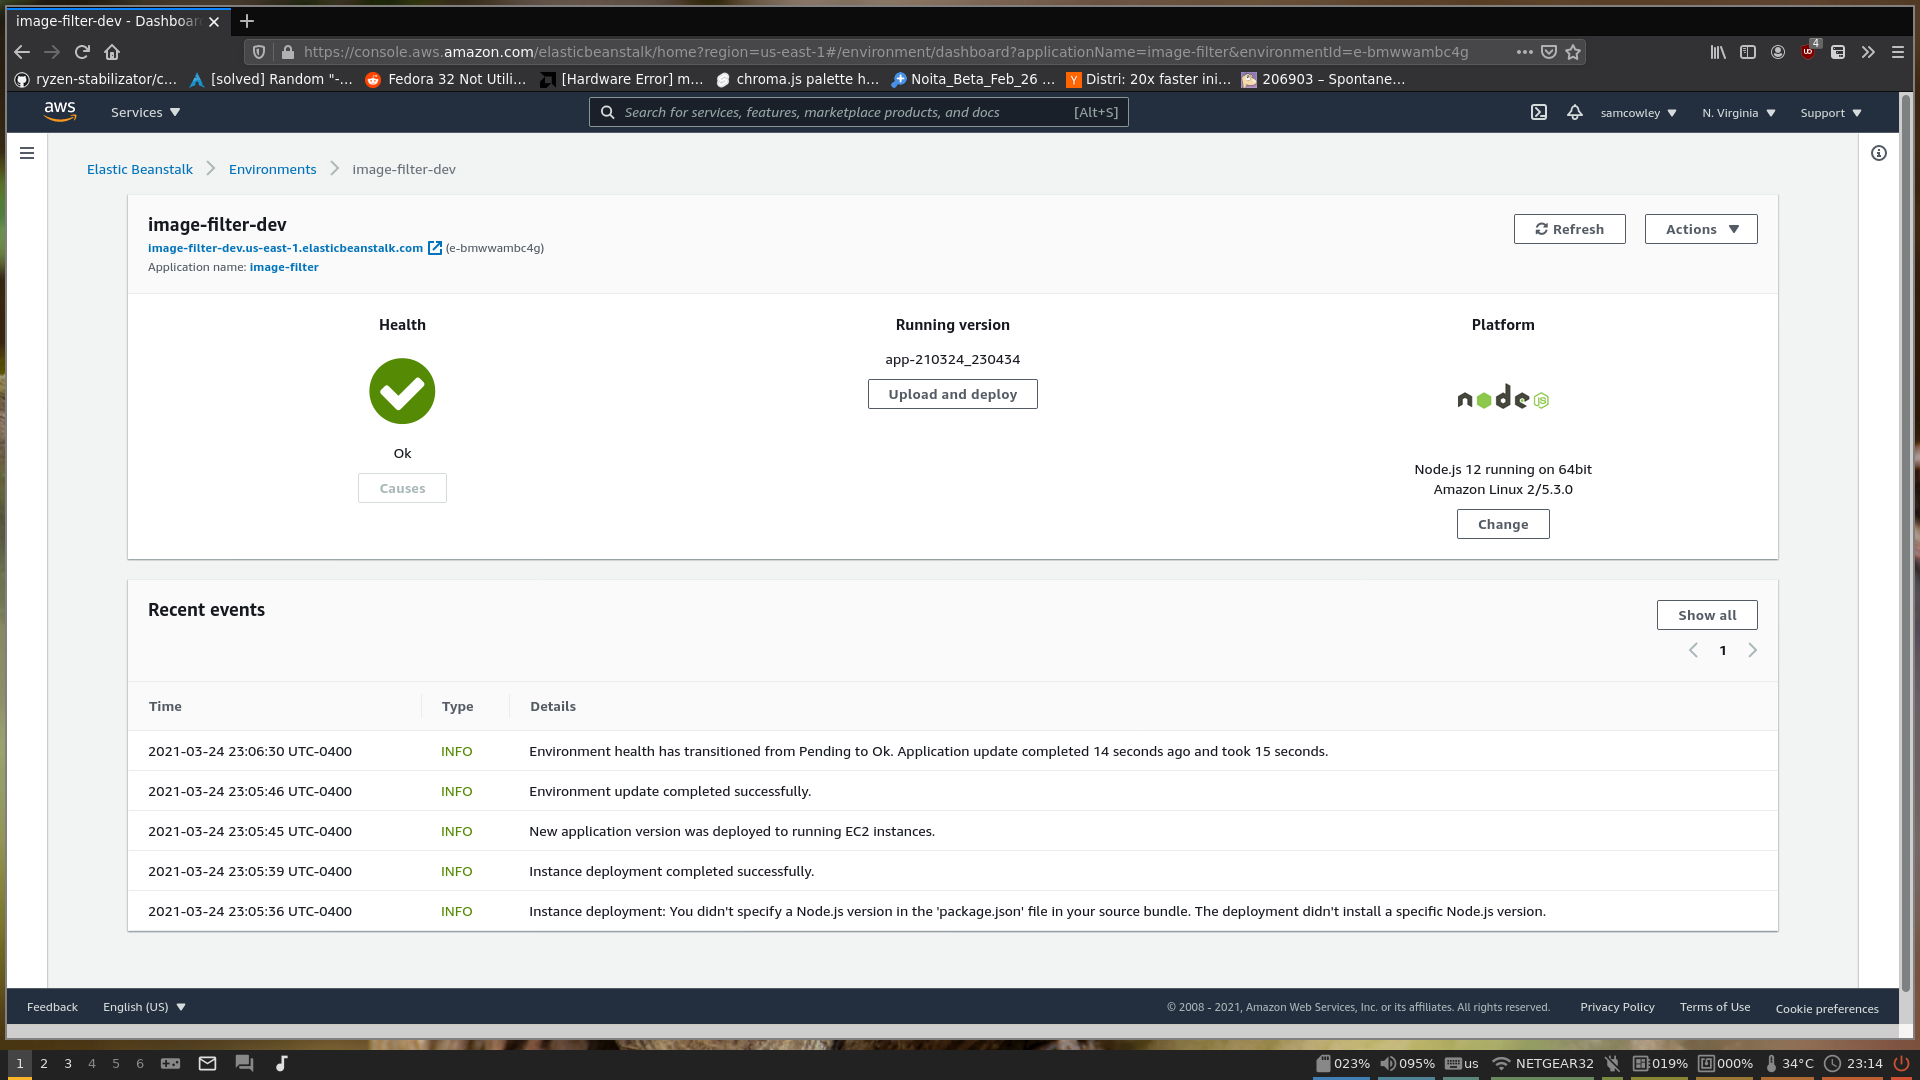 image-filter-dev - Dashboar
https://console.aws.amazon.com/elasticbeanstalk/home?region=us-east-1#/environment/dashboard?applicationName=image-filter&environmentId=e-bmwwambc4g
4
ryzen-stabilizator/c… [solved] Random "-… Fedora 32 Not Utili… [Hardware Error] m… chroma.js palette h… Noita_Beta_Feb_26 … Distri: 20x faster ini… 206903 – Spontane…
aws Services Search for services, features, marketplace products, and docs [Alt+S] samcowley N. Virginia Support
Elastic Beanstalk Environments image-filter-dev
image-filter-dev
image-filter-dev.us-east-1.elasticbeanstalk.com (e-bmwwambc4g)
Application name: image-filter
Refresh Actions
Health
Ok
Causes
Running version
app-210324_230434
Upload and deploy
Platform
node JS
Node.js 12 running on 64bit
Amazon Linux 2/5.3.0
Change
Recent events
Show all
1
Time Type Details
2021-03-24 23:06:30 UTC-0400 INFO Environment health has transitioned from Pending to Ok. Application update completed 14 seconds ago and took 15 seconds.
2021-03-24 23:05:46 UTC-0400 INFO Environment update completed successfully.
2021-03-24 23:05:45 UTC-0400 INFO New application version was deployed to running EC2 instances.
2021-03-24 23:05:39 UTC-0400 INFO Instance deployment completed successfully.
2021-03-24 23:05:36 UTC-0400 INFO Instance deployment: You didn't specify a Node.js version in the 'package.json' file in your source bundle. The deployment didn't install a specific Node.js version.
Feedback English (US) © 2008 - 2021, Amazon Web Services, Inc. or its affiliates. All rights reserved. Privacy Policy Terms of Use Cookie preferences
1 2 3 4 5 6 023% 095% us NETGEAR32 019% 000% 34°C 23:14